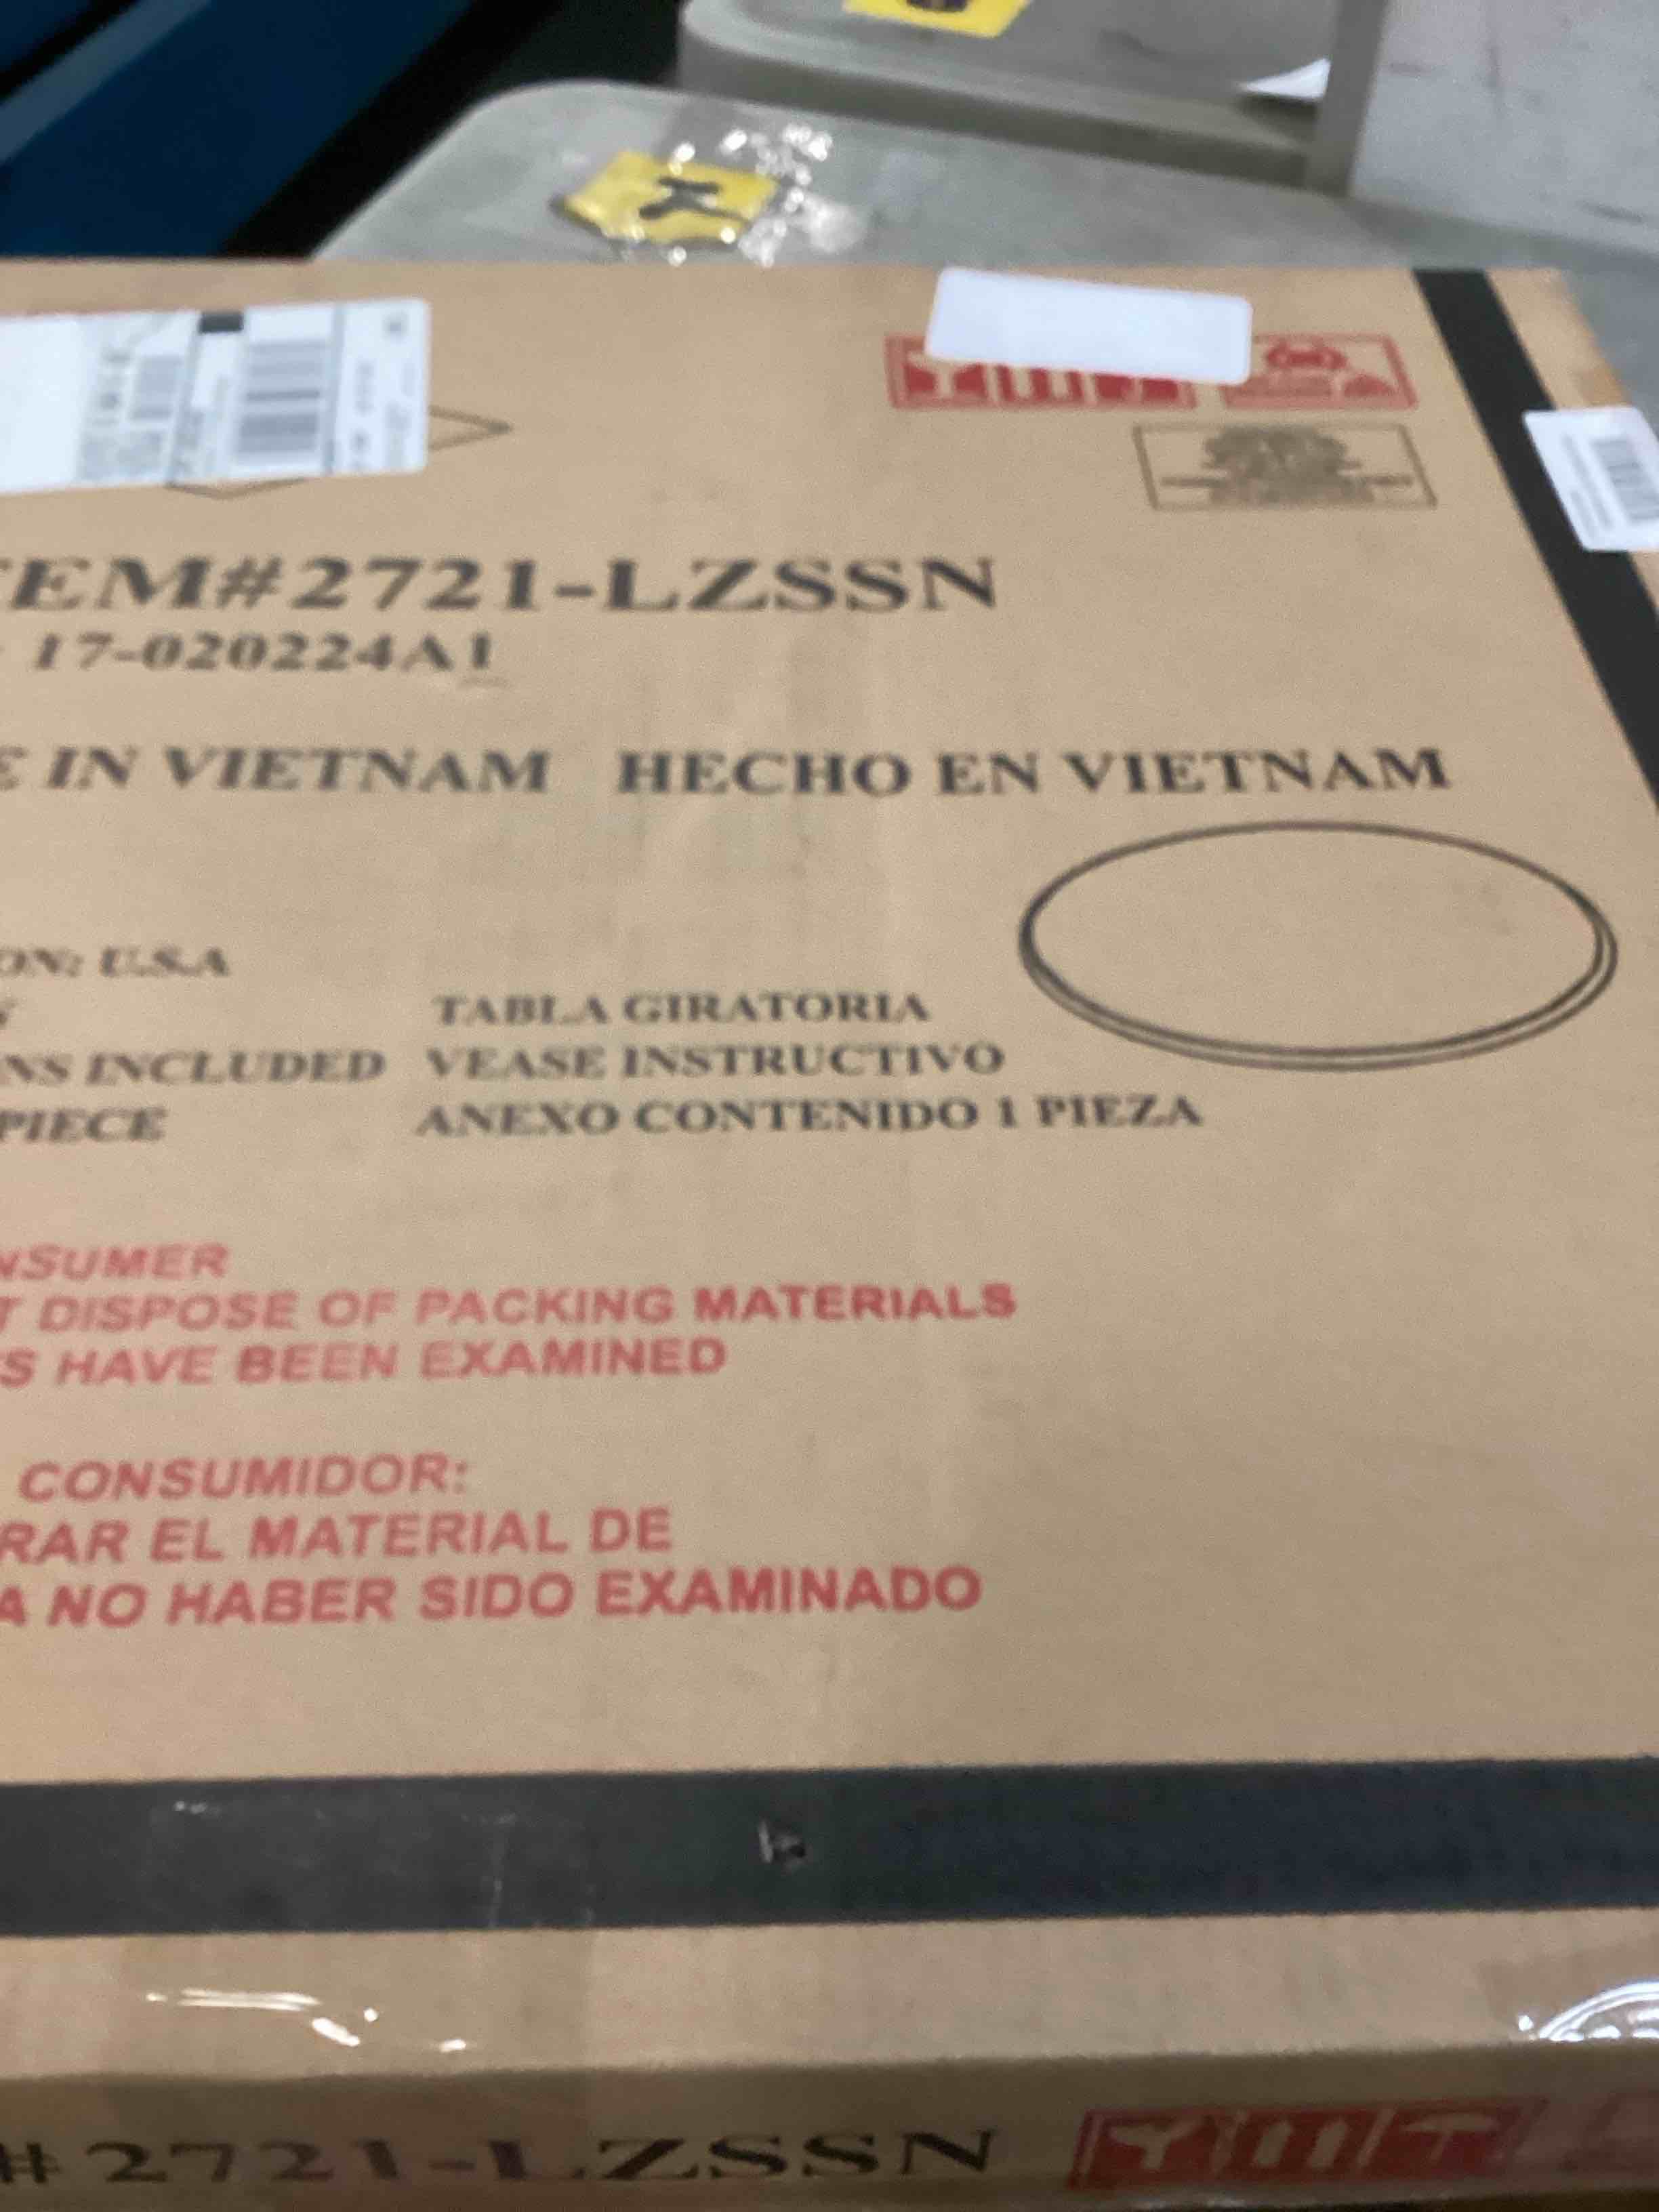 K
EM#2721-LZSSN
17-020224A1
E IN VIETNAM HECHO EN VIETNAM
ON: U.S.A
Y TABLA GIRATORIA
NS INCLUDED VEASE INSTRUCTIVO
PIECE ANEXO CONTENIDO 1 PIEZA
NSUMER
T DISPOSE OF PACKING MATERIALS
S HAVE BEEN EXAMINED
CONSUMIDOR:
RAR EL MATERIAL DE
A NO HABER SIDO EXAMINADO
#2721-LZSSN